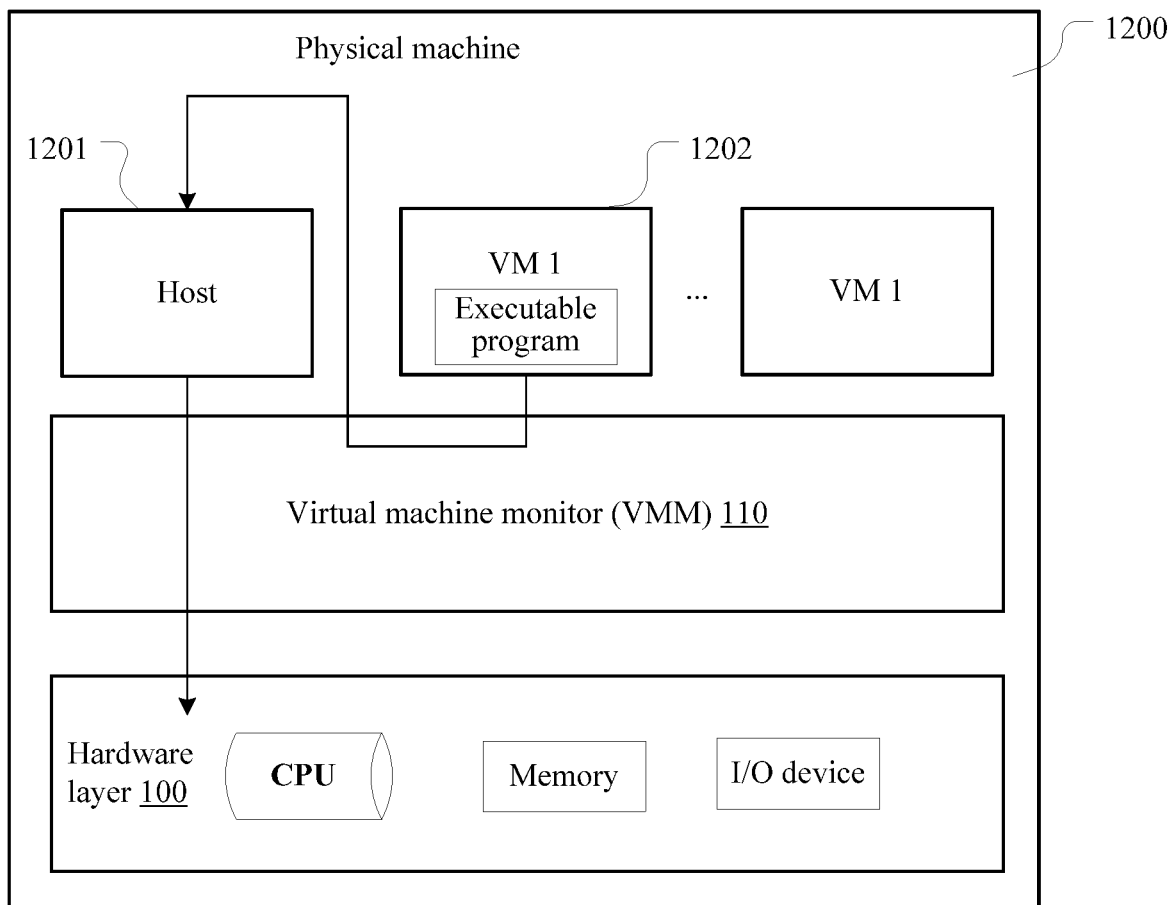 Physical machine
1200
1201
1202
Host
VM 1
Executable
program
...
VM 1
Virtual machine monitor (VMM) 110
Hardware
layer 100
CPU
Memory
I/O device